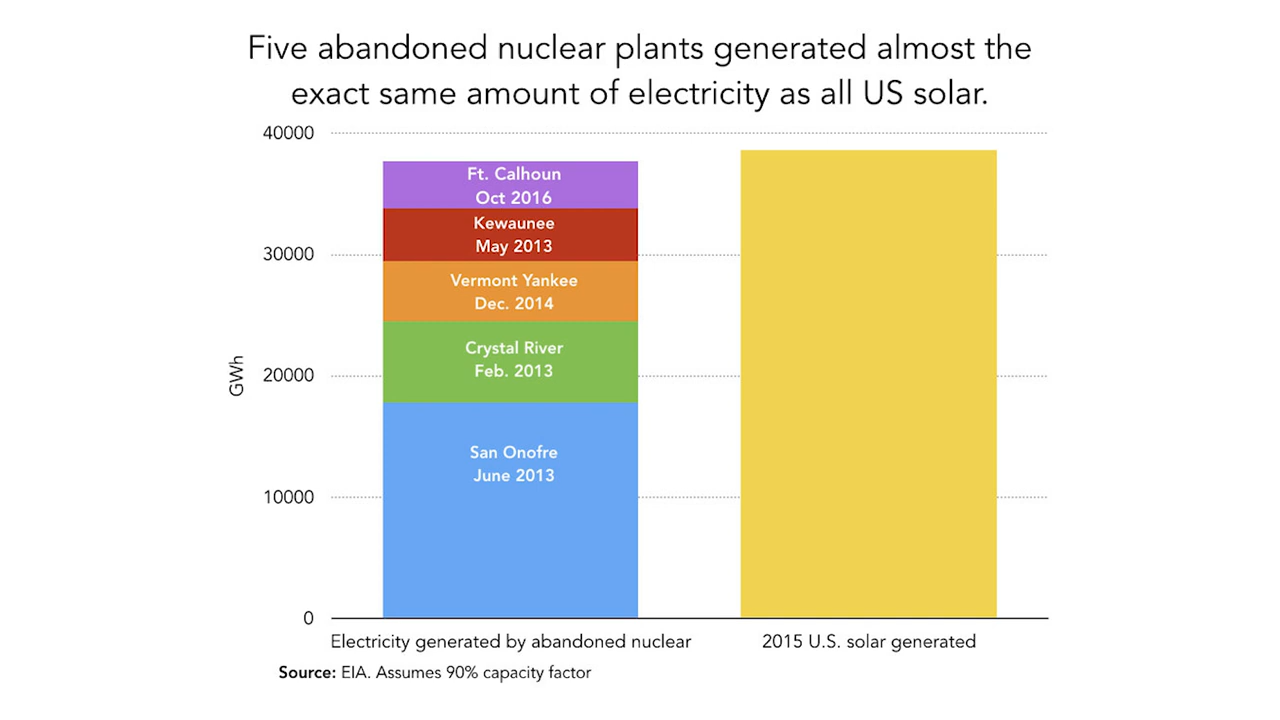 Five abandoned nuclear plants generated almost the
exact same amount of electricity as all US solar.
40000
30000
20000
10000
0
GWh
Ft. Calhoun
Oct 2016
Kewaunee
May 2013
Vermont Yankee
Dec. 2014
Crystal River
Feb. 2013
San Onofre
June 2013
Electricity generated by abandoned nuclear
2015 U.S. solar generated
Source: EIA. Assumes 90% capacity factor